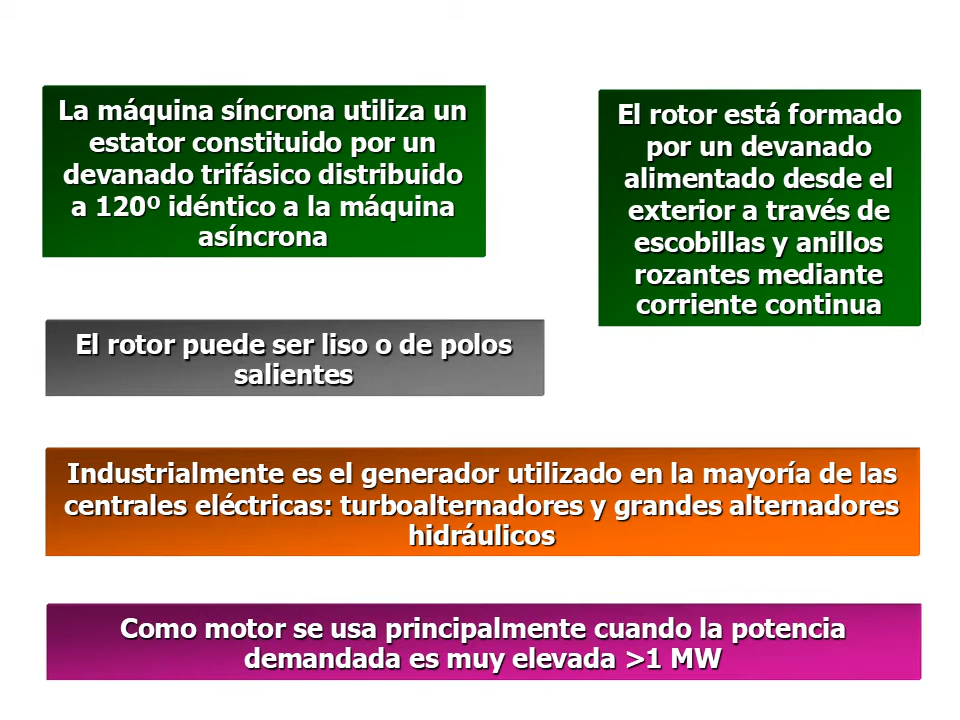 La máquina síncrona utiliza un
estator constituido por un
devanado trifásico distribuido
a 120º idéntico a la máquina
asíncrona
El rotor está formado
por un devanado
alimentado desde el
exterior a través de
escobillas y anillos
rozantes mediante
corriente continua
El rotor puede ser liso o de polos
salientes
Industrialmente es el generador utilizado en la mayoría de las
centrales eléctricas: turboalternadores y grandes alternadores
hidráulicos
Como motor se usa principalmente cuando la potencia
demandada es muy elevada >1 MW